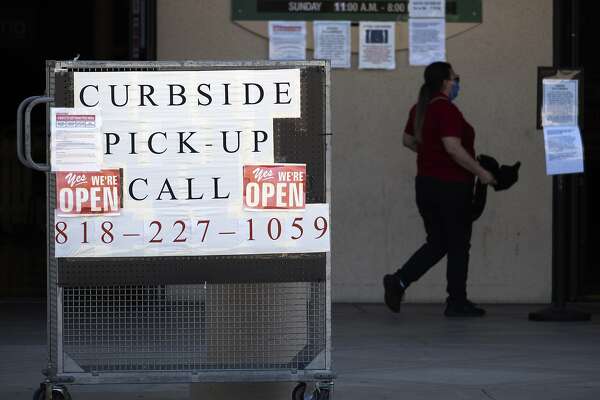 SUNDAY 11:00 A.M. - 8:00
CURBSIDE
PICK-UP
CALL
Yes WE'RE OPEN
Yes WE'RE OPEN
818-227-1059